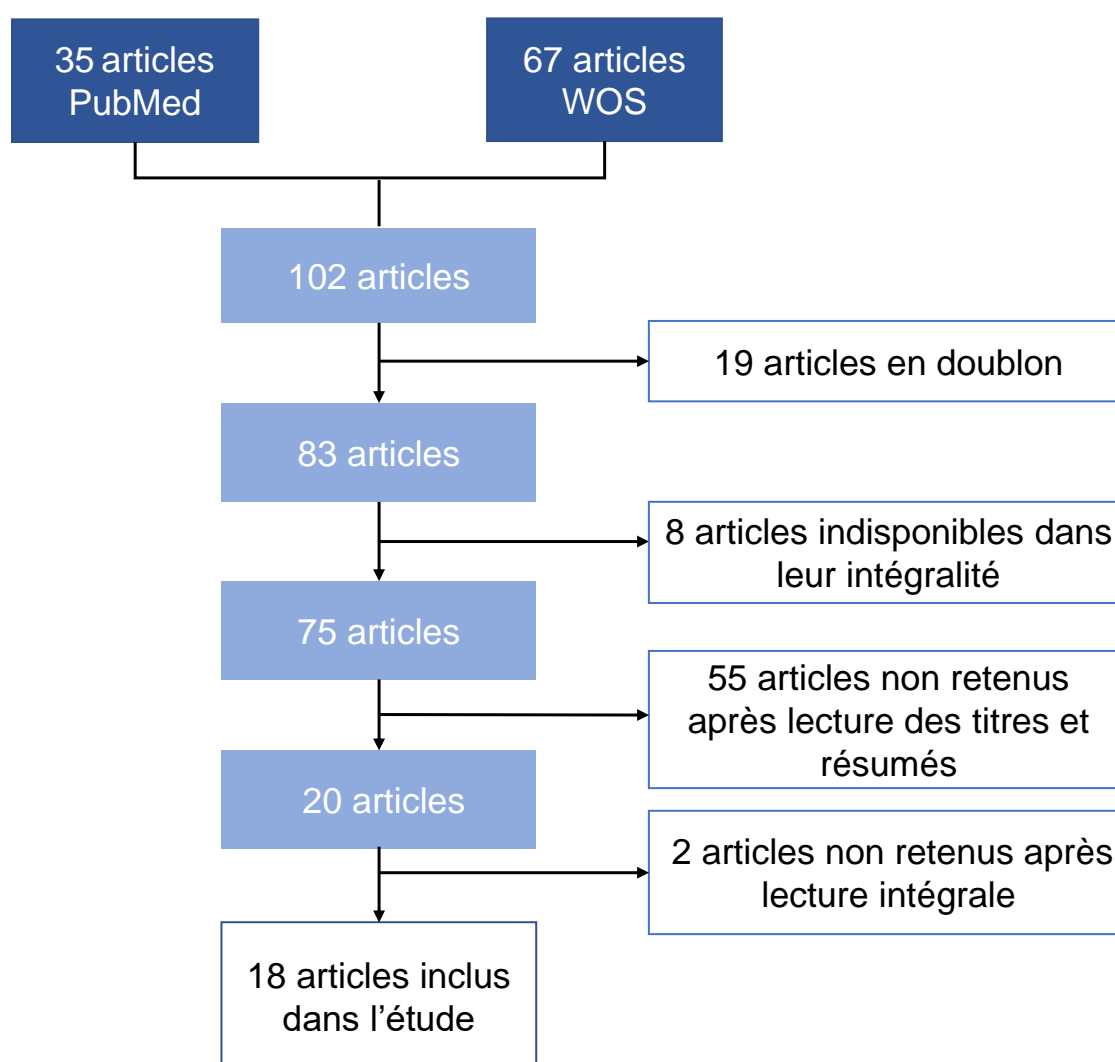 35 articles
PubMed
67 articles
WOS
102 articles
19 articles en doublon
83 articles
8 articles indisponibles dans
leur intégralité
75 articles
55 articles non retenus
après lecture des titres et
résumés
20 articles
2 articles non retenus après
lecture intégrale
18 articles inclus
dans l’étude